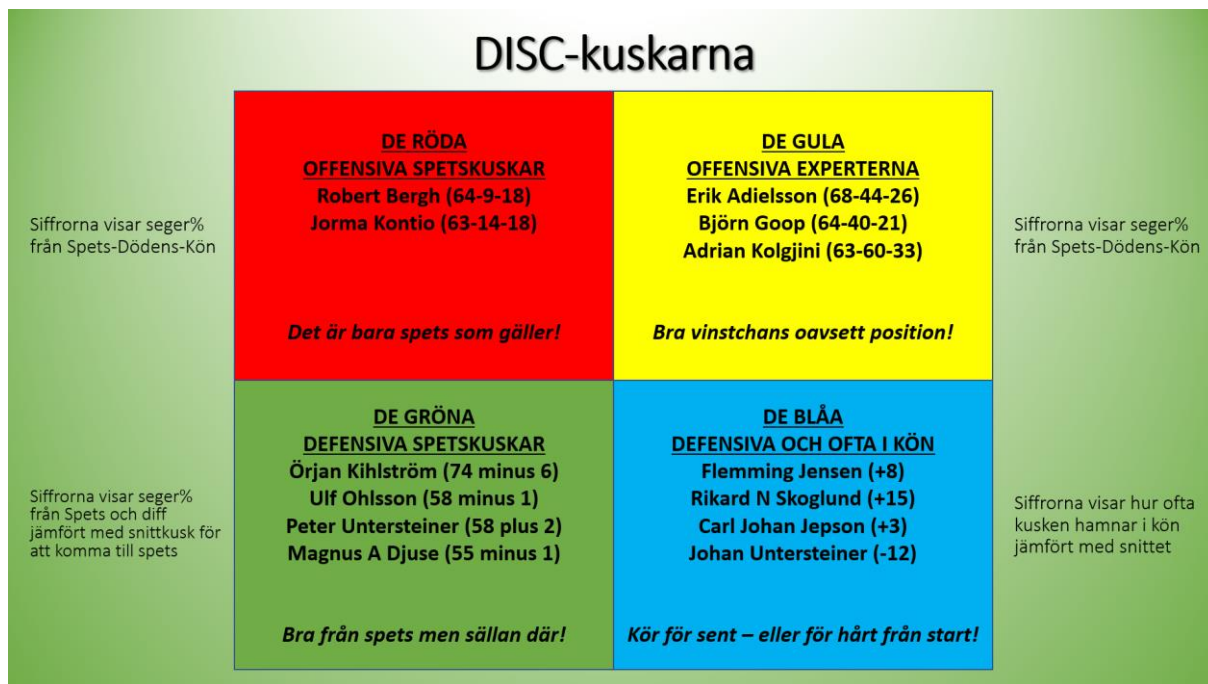 DISC-kuskarna
Siffrorna visar seger%
från Spets-Dödens-Kön
DE RÖDA
OFFENSIVA SPETSKUSKAR
Robert Bergh (64-9-18)
Jorma Kontio (63-14-18)
Det är bara spets som gäller!
DE GULA
OFFENSIVA EXPERTERNA
Erik Adielsson (68-44-26)
Björn Goop (64-40-21)
Adrian Kolgjini (63-60-33)
Bra vinstchans oavsett position!
Siffrorna visar seger%
från Spets-Dödens-Kön
Siffrorna visar seger%
från Spets och diff
jämfört med snittkusk för
att komma till spets
DE GRÖNA
DEFENSIVA SPETSKUSKAR
Örjan Kihlström (74 minus 6)
Ulf Ohlsson (58 minus 1)
Peter Untersteiner (58 plus 2)
Magnus A Djuse (55 minus 1)
Bra från spets men sällan där!
DE BLÅA
DEFENSIVA OCH OFTA I KÖN
Flemming Jensen (+8)
Rikard N Skoglund (+15)
Carl Johan Jepson (+3)
Johan Untersteiner (-12)
Kör för sent – eller för hårt från start!
Siffrorna visar hur ofta
kusken hamnar i kön
jämfört med snittet